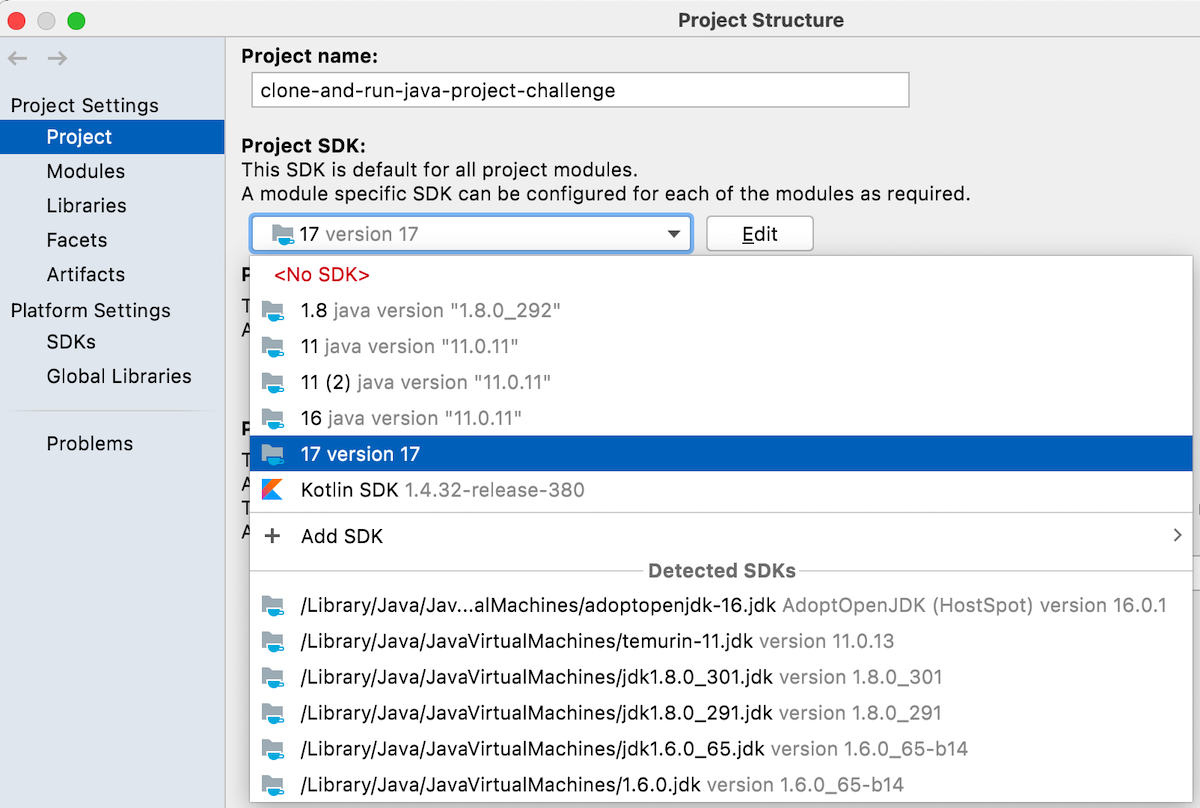 Project Structure
Project name:
clone-and-run-java-project-challenge
Project Settings
Project
Modules
Libraries
Facets
Artifacts
Platform Settings
SDKs
Global Libraries
Problems
Project SDK:
This SDK is default for all project modules.
A module specific SDK can be configured for each of the modules as required.
17 version 17
Edit
<No SDK>
1.8 java version "1.8.0_292"
11 java version "11.0.11"
11 (2) java version "11.0.11"
16 java version "11.0.11"
17 version 17
Kotlin SDK 1.4.32-release-380
+ Add SDK
Detected SDKs
/Library/Java/Jav...alMachines/adoptopenjdk-16.jdk AdoptOpenJDK (HotSpot) version 16.0.1
/Library/Java/JavaVirtualMachines/temurin-11.jdk version 11.0.13
/Library/Java/JavaVirtualMachines/jdk1.8.0_301.jdk version 1.8.0_301
/Library/Java/JavaVirtualMachines/jdk1.8.0_291.jdk version 1.8.0_291
/Library/Java/JavaVirtualMachines/jdk1.6.0_65.jdk version 1.6.0_65-b14
/Library/Java/JavaVirtualMachines/1.6.0.jdk version 1.6.0_65-b14